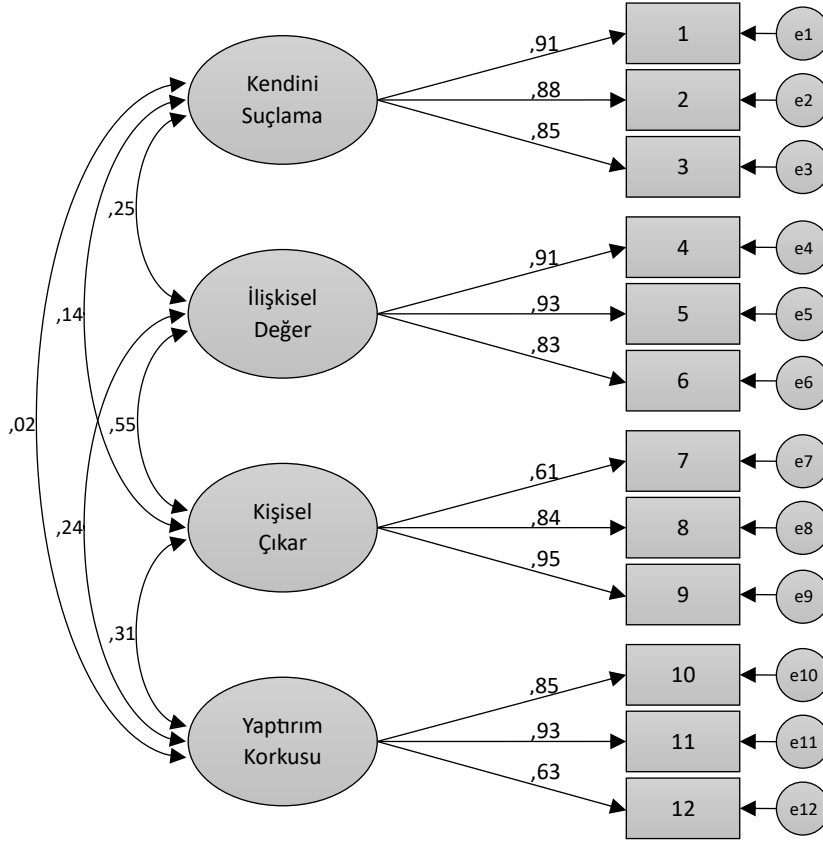 ,91
1
e1
Kendini
Suçlama
,88
2
e2
,85
3
e3
,25
,91
4
e4
İlişkisel
Değer
,93
5
e5
,14
,83
6
e6
,02
,55
,61
7
e7
Kişisel
Çıkar
,84
8
e8
,24
,95
9
e9
,31
,85
10
e10
Yaptırım
Korkusu
,93
11
e11
,63
12
e12